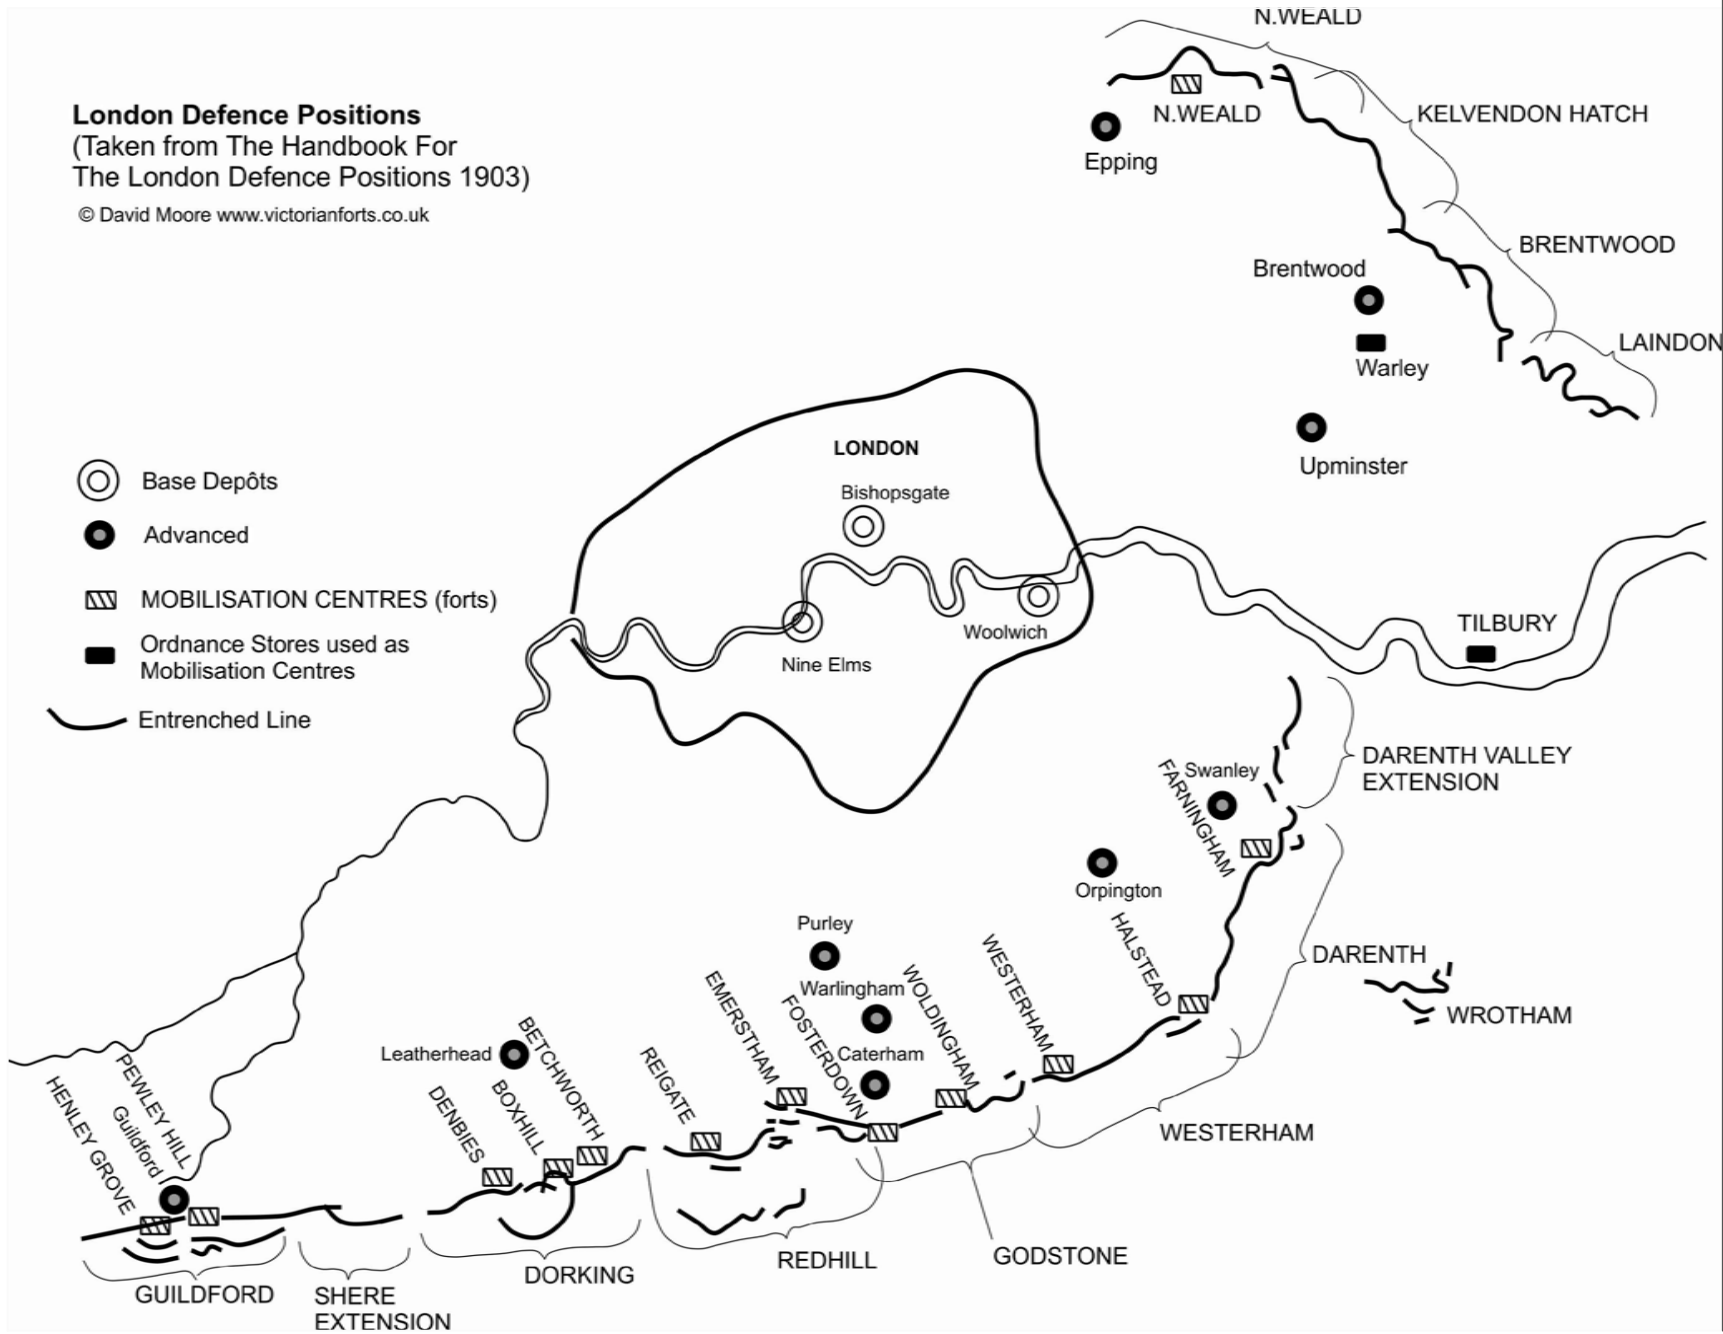 N.WEALD
London Defence Positions
(Taken from The Handbook For
The London Defence Positions 1903)
© David Moore www.victorianforts.co.uk
N.WEALD
KELVENDON HATCH
Epping
BRENTWOOD
Brentwood
LAINDON
Warley
LONDON
Upminster
Bishopsgate
Base Depôts
Advanced
MOBILISATION CENTRES (forts)
Ordnance Stores used as
Mobilisation Centres
Entrenched Line
Woolwich
Nine Elms
TILBURY
DARENTH VALLEY
EXTENSION
Swanley
FARNINGHAM
Orpington
HALSTEAD
DARENTH
WROTHAM
Purley
Warlingham
Caterham
WESTERHAM
WOLDINGHAM
FOSTERDOWN
EMERSTHAM
REIGATE
Leatherhead
BETCHWORTH
BOXHILL
DENBIES
PEWLEY HILL
Guildford
HENLEY GROVE
WESTERHAM
GODSTONE
REDHILL
DORKING
SHERE
EXTENSION
GUILDFORD